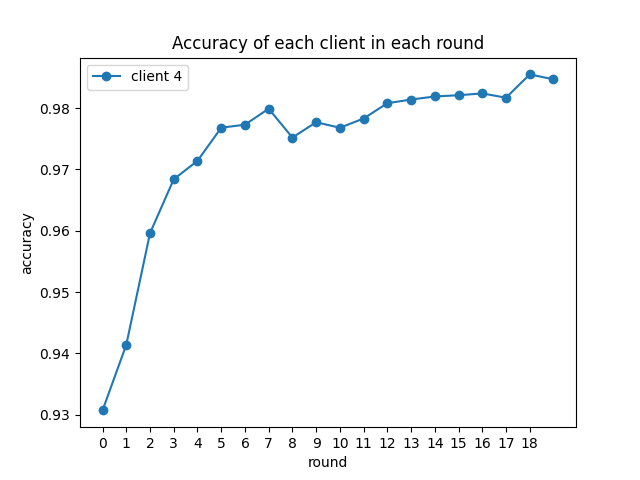 Accuracy of each client in each round
client 4
accuracy
0.98
0.97
0.96
0.95
0.94
0.93
0 1 2 3 4 5 6 7 8 9 10 11 12 13 14 15 16 17 18
round